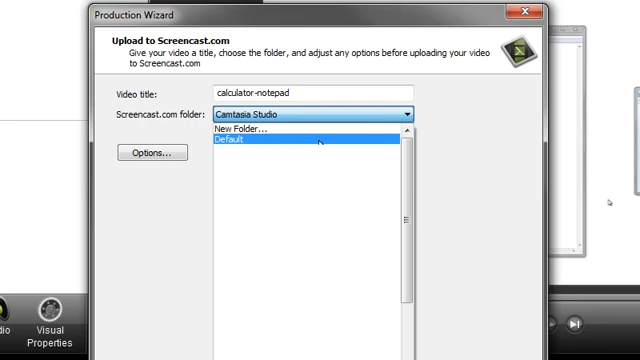 Production Wizard
Upload to Screencast.com
Give your video a title, choose the folder, and adjust any options before uploading your video
to Screencast.com
Video title:
calculator-notepad
Screencast.com folder:
Camtasia Studio
New Folder...
Default
Options...
Visual
Properties